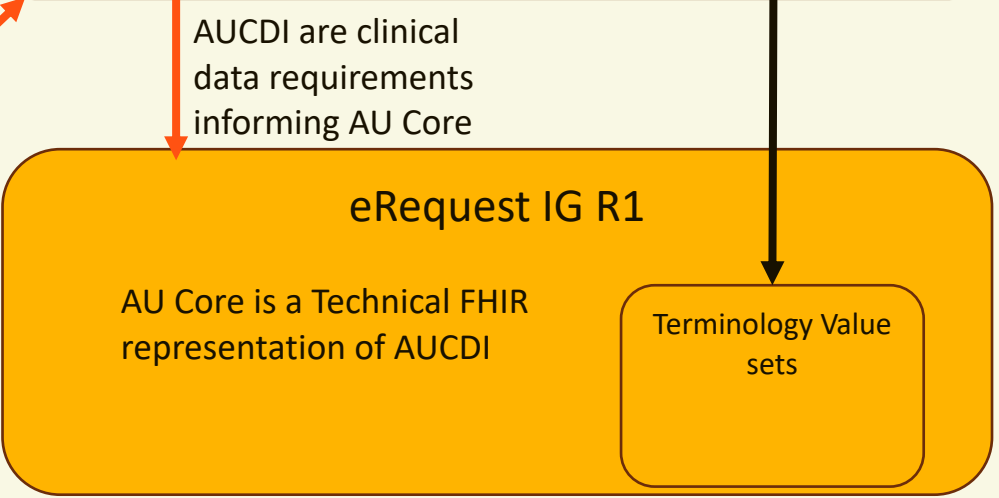 AUCDI are clinical
data requirements
informing AU Core
eRequest IG R1
AU Core is a Technical FHIR
representation of AUCDI
Terminology Value
sets